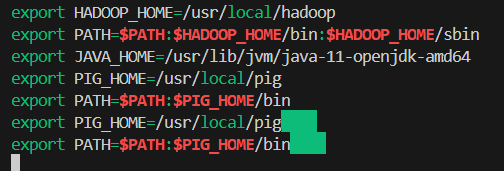 export HADOOP_HOME=/usr/local/hadoop
export PATH=$PATH:$HADOOP_HOME/bin:$HADOOP_HOME/sbin
export JAVA_HOME=/usr/lib/jvm/java-11-openjdk-amd64
export PIG_HOME=/usr/local/pig
export PATH=$PATH:$PIG_HOME/bin
export PIG_HOME=/usr/local/pig
export PATH=$PATH:$PIG_HOME/bin